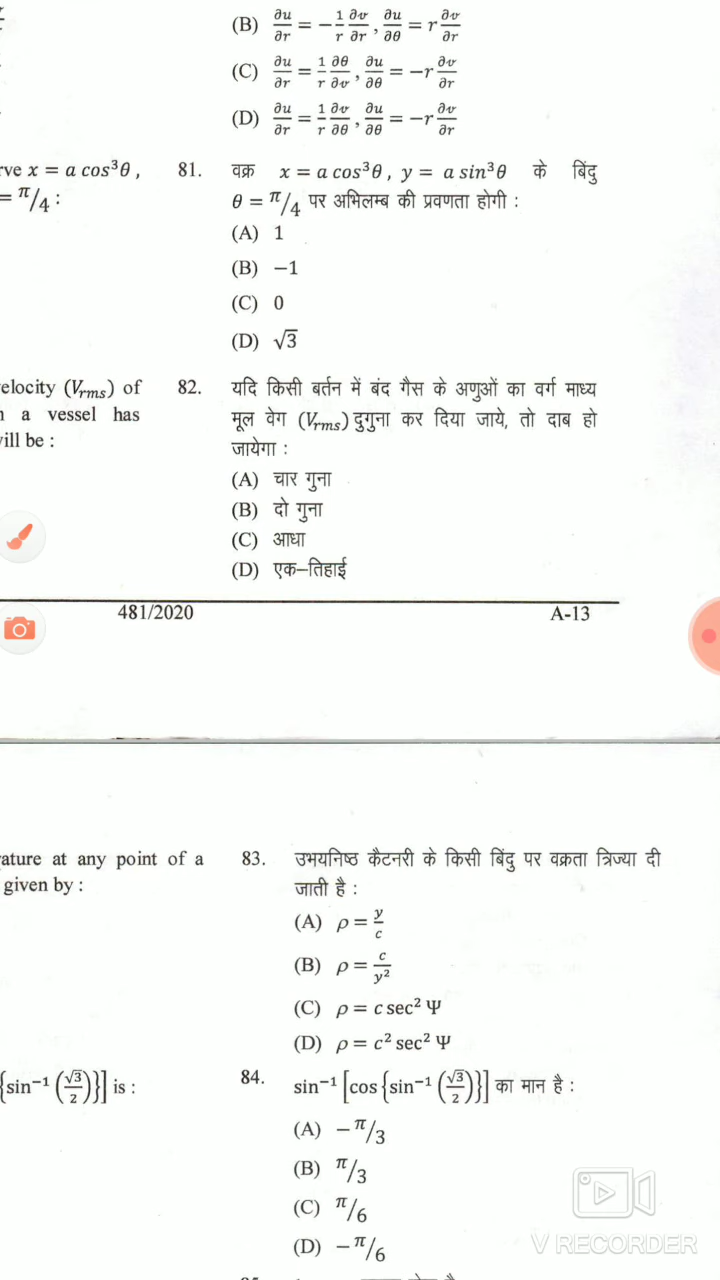 (B) ∂u/∂r = − 1/r ∂v/∂r , ∂u/∂θ = r ∂v/∂r
(C) ∂u/∂r = 1/r ∂θ/∂v , ∂u/∂θ = −r ∂v/∂r
(D) ∂u/∂r = 1/r ∂v/∂θ , ∂u/∂θ = −r ∂v/∂r
rve x = a cos³θ ,
= π/4 :
81. वक्र x = a cos³θ , y = a sin³θ के बिंदु
θ = π/4 पर अभिलम्ब की प्रवणता होगी :
(A) 1
(B) −1
(C) 0
(D) √3
elocity (Vrms) of
a vessel has
ill be :
82. यदि किसी बर्तन में बंद गैस के अणुओं का वर्ग माध्य
मूल वेग (Vrms) दुगुना कर दिया जाये, तो दाब हो
जायेगा :
(A) चार गुना
(B) दो गुना
(C) आधा
(D) एक–तिहाई
481/2020 A-13
ature at any point of a
given by :
83. उभयनिष्ठ कैटनरी के किसी बिंदु पर वक्रता त्रिज्या दी
जाती है :
(A) ρ = y/c
(B) ρ = c/y²
(C) ρ = c sec² Ψ
(D) ρ = c² sec² Ψ
{sin⁻¹ (√3/2)}] is :
84. sin⁻¹ [cos {sin⁻¹ (√3/2)}] का मान है :
(A) − π/3
(B) π/3
(C) π/6
(D) − π/6
V RECORDER